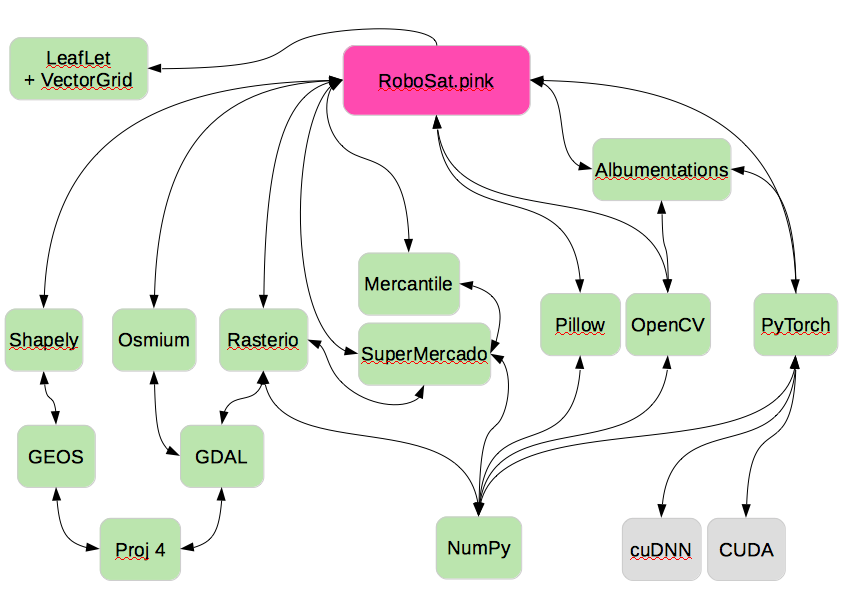 LeafLet
+ VectorGrid
RoboSat.pink
Albumentations
Mercantile
Shapely
Osmium
Rasterio
SuperMercado
Pillow
OpenCV
PyTorch
GEOS
GDAL
Proj 4
NumPy
cuDNN
CUDA